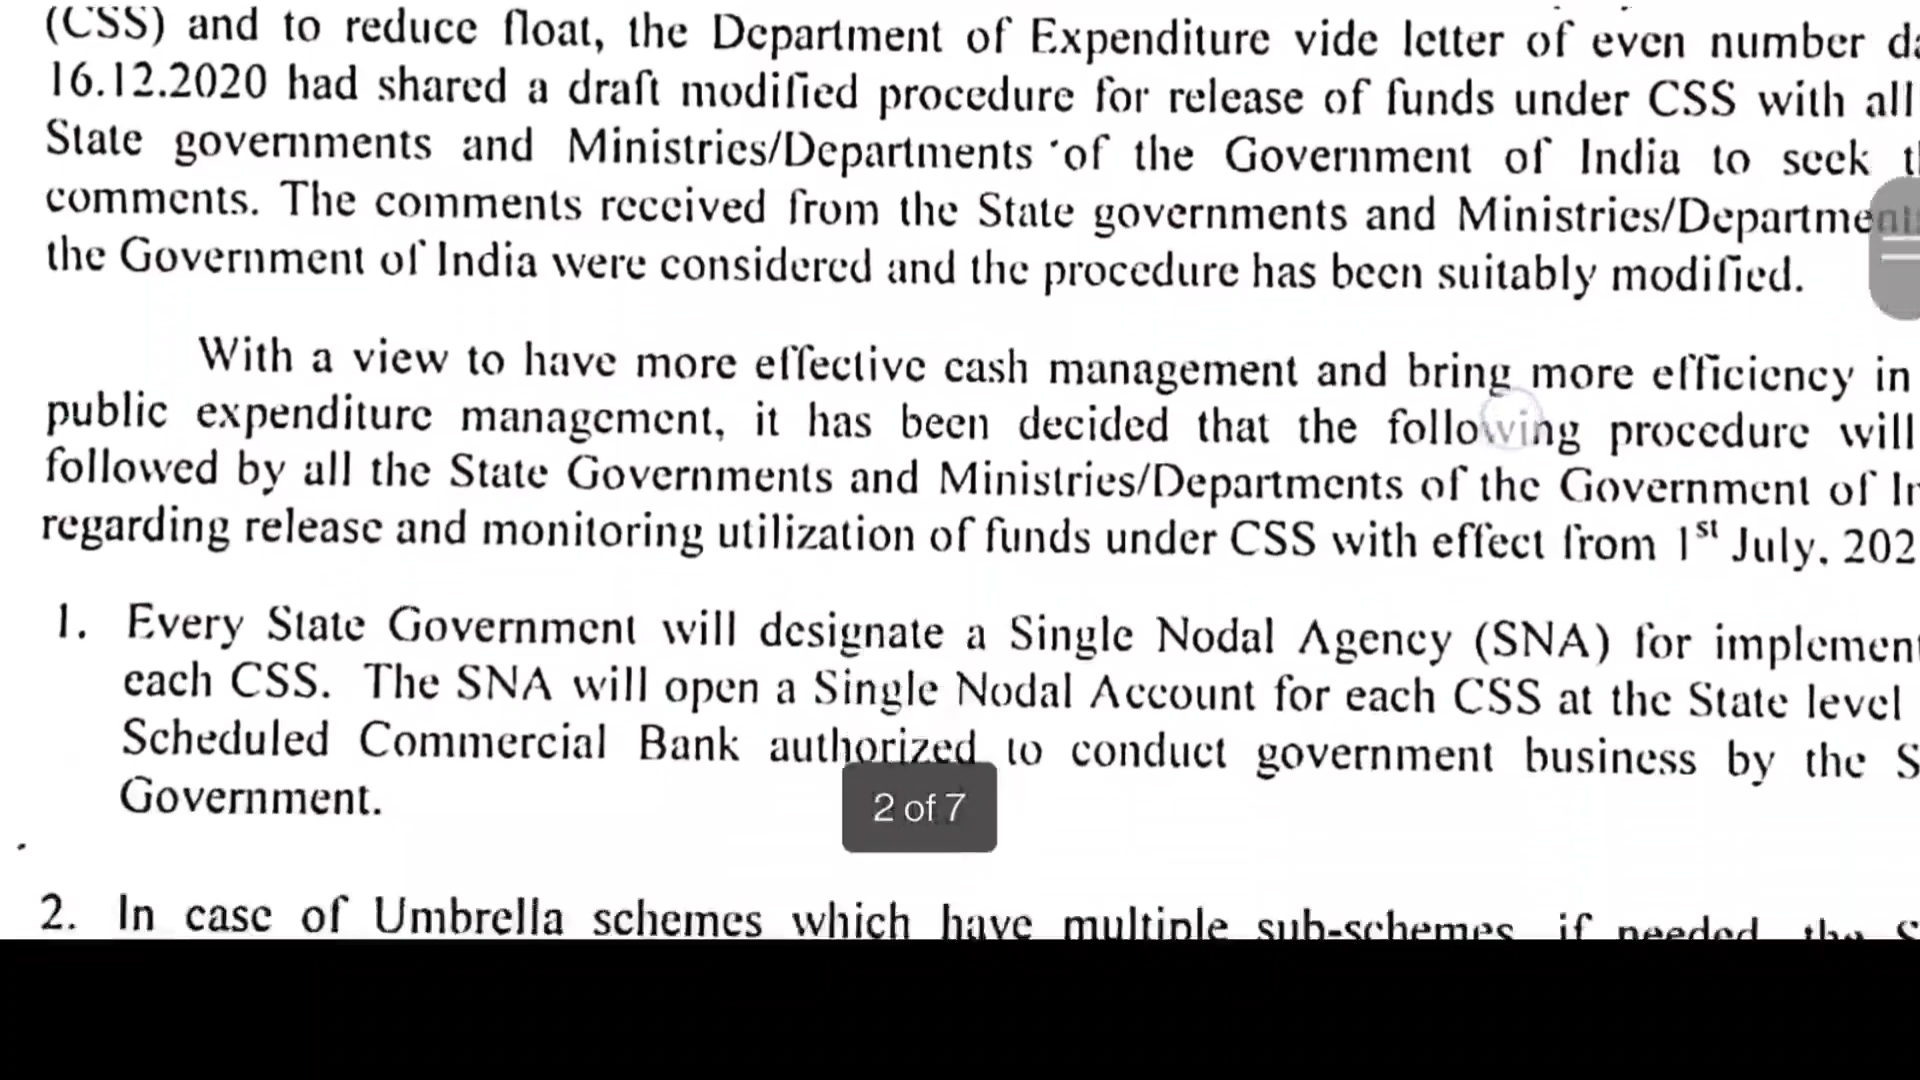 (CSS) and to reduce float, the Department of Expenditure vide letter of even number
16.12.2020 had shared a draft modified procedure for release of funds under CSS with all
State governments and Ministries/Departments of the Government of India to seek
comments. The comments received from the State governments and Ministries/Department
the Government of India were considered and the procedure has been suitably modified.
With a view to have more effective cash management and bring more efficiency in
public expenditure management, it has been decided that the following procedure will
followed by all the State Governments and Ministries/Departments of the Government of
regarding release and monitoring utilization of funds under CSS with effect from 1st July, 202
1. Every State Government will designate a Single Nodal Agency (SNA) for implement
each CSS. The SNA will open a Single Nodal Account for each CSS at the State level
Scheduled Commercial Bank authorized to conduct government business by the S
Government.
2 of 7
2. In case of Umbrella schemes which have multiple sub-schemes, if needed, the S